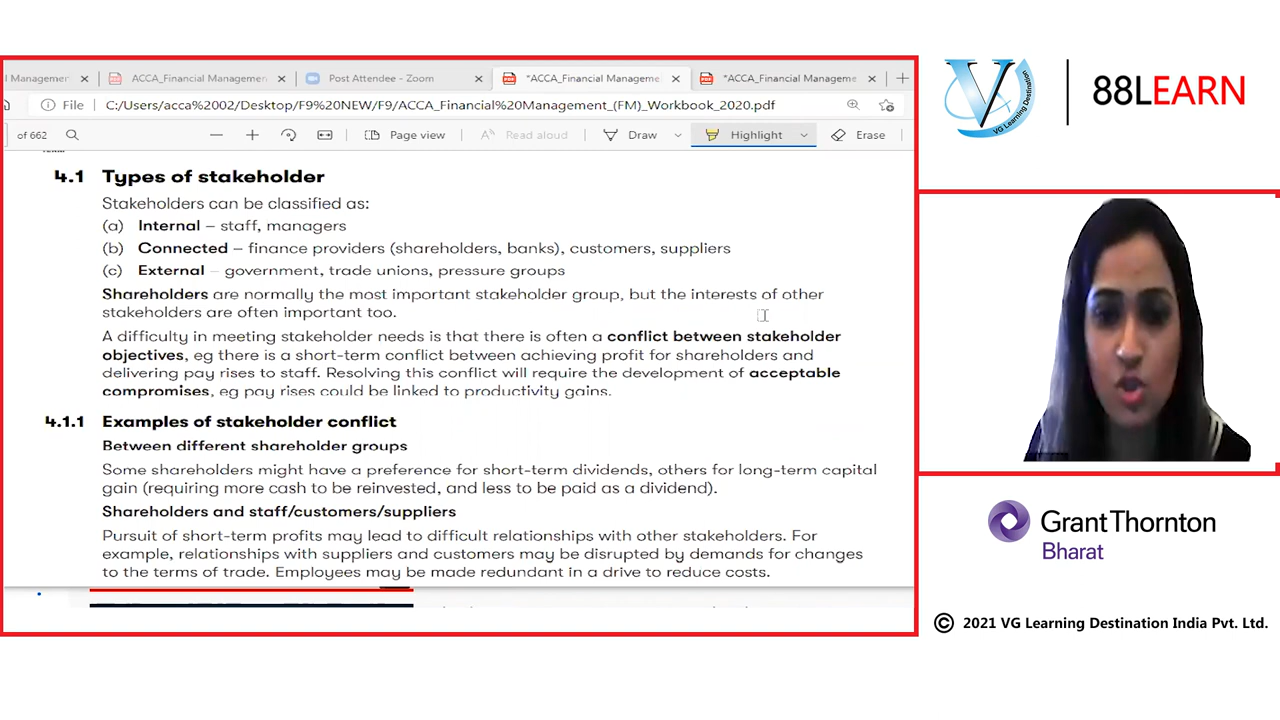 l Management
ACCA_Financial Managemen
Post Attendee - Zoom
*ACCA_Financial Manageme
*ACCA_Financial Manageme
File
C:/Users/acca%2002/Desktop/F9%20NEW/F9/ACCA_Financial%20Management_(FM)_Workbook_2020.pdf
of 662
Page view
Read aloud
Draw
Highlight
Erase
4.1 Types of stakeholder
Stakeholders can be classified as:
(a) Internal – staff, managers
(b) Connected – finance providers (shareholders, banks), customers, suppliers
(c) External – government, trade unions, pressure groups
Shareholders are normally the most important stakeholder group, but the interests of other
stakeholders are often important too.
A difficulty in meeting stakeholder needs is that there is often a conflict between stakeholder
objectives, eg there is a short-term conflict between achieving profit for shareholders and
delivering pay rises to staff. Resolving this conflict will require the development of acceptable
compromises, eg pay rises could be linked to productivity gains.
4.1.1 Examples of stakeholder conflict
Between different shareholder groups
Some shareholders might have a preference for short-term dividends, others for long-term capital
gain (requiring more cash to be reinvested, and less to be paid as a dividend).
Shareholders and staff/customers/suppliers
Pursuit of short-term profits may lead to difficult relationships with other stakeholders. For
example, relationships with suppliers and customers may be disrupted by demands for changes
to the terms of trade. Employees may be made redundant in a drive to reduce costs.
V
VG Learning Destination
88LEARN
Grant Thornton
Bharat
© 2021 VG Learning Destination India Pvt. Ltd.